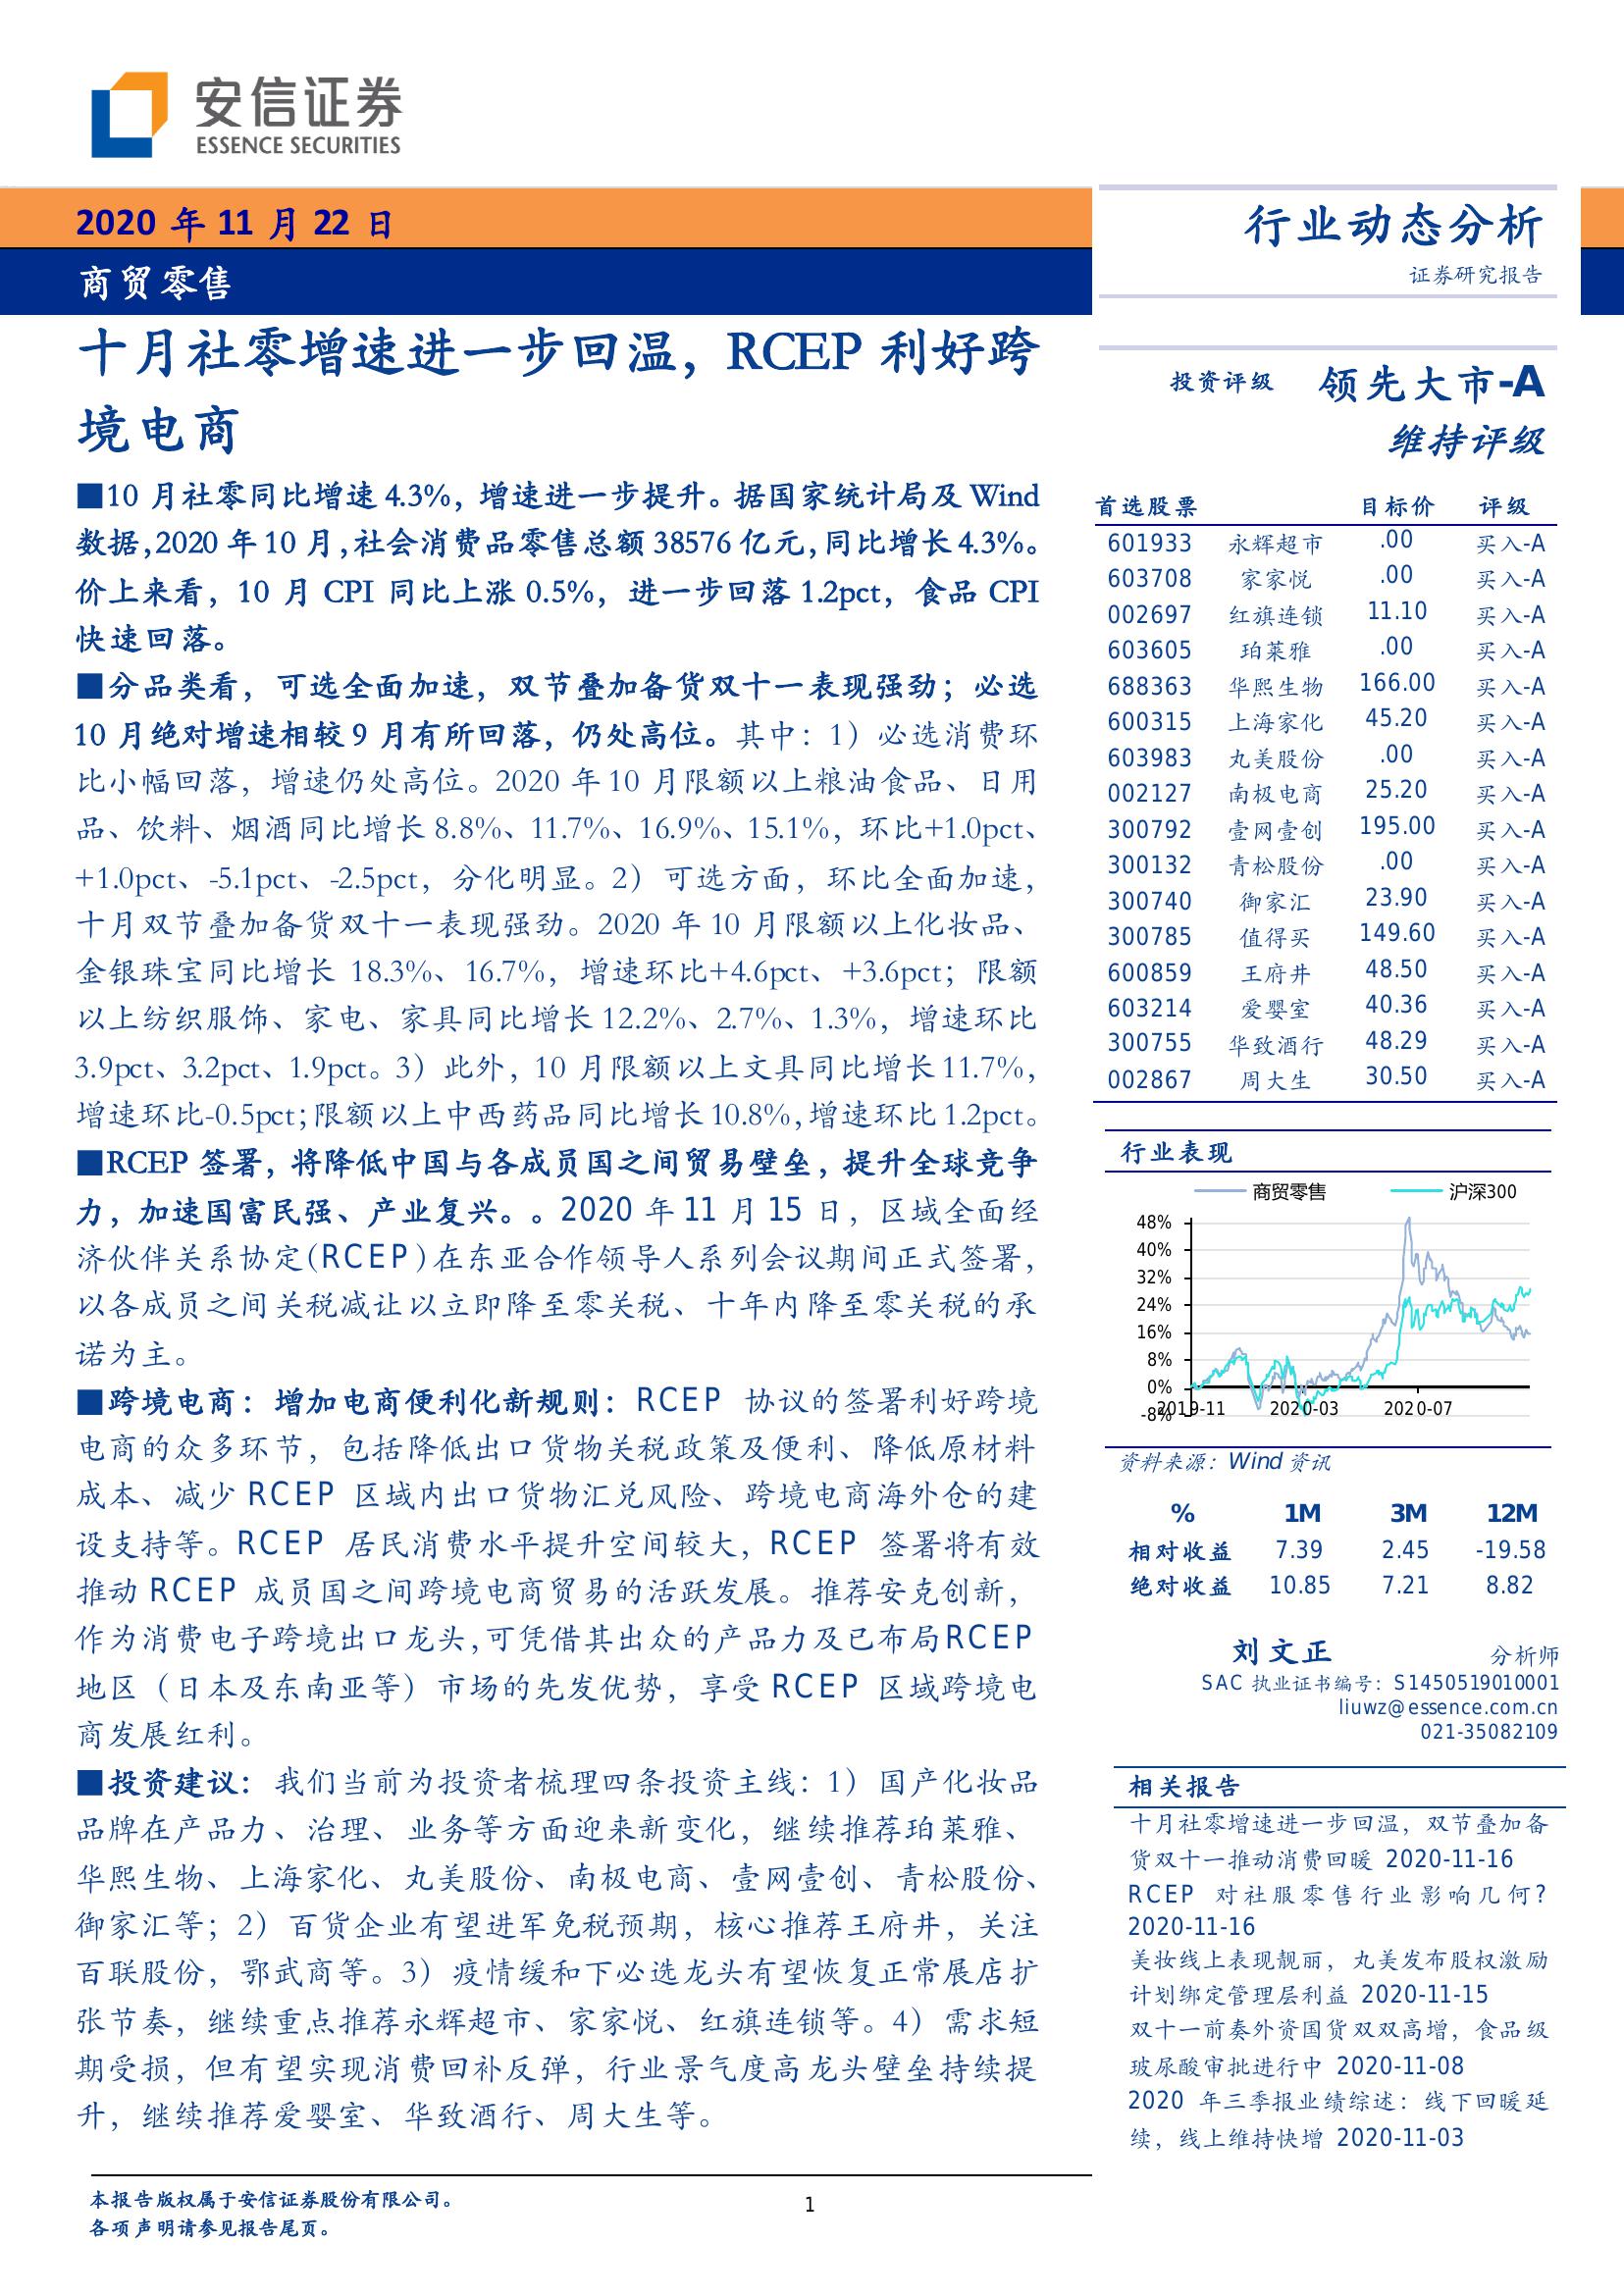 安信证券
ESSENCE SECURITIES
2020 年 11 月 22 日
商贸零售
行业动态分析
证券研究报告
十月社零增速进一步回温，RCEP 利好跨
境电商
■10 月社零同比增速 4.3%，增速进一步提升。据国家统计局及 Wind
数据，2020 年 10 月，社会消费品零售总额 38576 亿元，同比增长 4.3%。
价上来看，10 月 CPI 同比上涨 0.5%，进一步回落 1.2pct，食品 CPI
快速回落。
■分品类看，可选全面加速，双节叠加备货双十一表现强劲；必选
10 月绝对增速相较 9 月有所回落，仍处高位。其中：1）必选消费环
比小幅回落，增速仍处高位。2020 年 10 月限额以上粮油食品、日用
品、饮料、烟酒同比增长 8.8%、11.7%、16.9%、15.1%，环比+1.0pct、
+1.0pct、-5.1pct、-2.5pct，分化明显。2）可选方面，环比全面加速，
十月双节叠加备货双十一表现强劲。2020 年 10 月限额以上化妆品、
金银珠宝同比增长 18.3%、16.7%，增速环比+4.6pct、+3.6pct；限额
以上纺织服饰、家电、家具同比增长 12.2%、2.7%、1.3%，增速环比
3.9pct、3.2pct、1.9pct。3）此外，10 月限额以上文具同比增长 11.7%，
增速环比-0.5pct；限额以上中西药品同比增长 10.8%，增速环比 1.2pct。
■RCEP 签署，将降低中国与各成员国之间贸易壁垒，提升全球竞争
力，加速国富民强、产业复兴。。2020 年 11 月 15 日，区域全面经
济伙伴关系协定(RCEP)在东亚合作领导人系列会议期间正式签署，
以各成员之间关税减让以立即降至零关税、十年内降至零关税的承
诺为主。
■跨境电商：增加电商便利化新规则：RCEP 协议的签署利好跨境
电商的众多环节，包括降低出口货物关税政策及便利、降低原材料
成本、减少 RCEP 区域内出口货物汇兑风险、跨境电商海外仓的建
设支持等。RCEP 居民消费水平提升空间较大，RCEP 签署将有效
推动 RCEP 成员国之间跨境电商贸易的活跃发展。推荐安克创新，
作为消费电子跨境出口龙头，可凭借其出众的产品力及已布局 RCEP
地区（日本及东南亚等）市场的先发优势，享受 RCEP 区域跨境电
商发展红利。
■投资建议：我们当前为投资者梳理四条投资主线：1）国产化妆品
品牌在产品力、治理、业务等方面迎来新变化，继续推荐珀莱雅、
华熙生物、上海家化、丸美股份、南极电商、壹网壹创、青松股份、
御家汇等；2）百货企业有望进军免税预期，核心推荐王府井，关注
百联股份，鄂武商等。3）疫情缓和下必选龙头有望恢复正常展店扩
张节奏，继续重点推荐永辉超市、家家悦、红旗连锁等。4）需求短
期受损，但有望实现消费回补反弹，行业景气度高龙头壁垒持续提
升，继续推荐爱婴室、华致酒行、周大生等。
投资评级 领先大市-A
维持评级
首选股票 目标价 评级
601933 永辉超市 .00 买入-A
603708 家家悦 .00 买入-A
002697 红旗连锁 11.10 买入-A
603605 珀莱雅 .00 买入-A
688363 华熙生物 166.00 买入-A
600315 上海家化 45.20 买入-A
603983 丸美股份 .00 买入-A
002127 南极电商 25.20 买入-A
300792 壹网壹创 195.00 买入-A
300132 青松股份 .00 买入-A
300740 御家汇 23.90 买入-A
300785 值得买 149.60 买入-A
600859 王府井 48.50 买入-A
603214 爱婴室 40.36 买入-A
300755 华致酒行 48.29 买入-A
002867 周大生 30.50 买入-A
行业表现
商贸零售 沪深300
48%
40%
32%
24%
16%
8%
0%
-8%
2019-11 2020-03 2020-07
资料来源：Wind 资讯
% 1M 3M 12M
相对收益 7.39 2.45 -19.58
绝对收益 10.85 7.21 8.82
刘文正 分析师
SAC 执业证书编号：S1450519010001
liuwz@essence.com.cn
021-35082109
相关报告
十月社零增速进一步回温，双节叠加备
货双十一推动消费回暖 2020-11-16
RCEP 对社服零售行业影响几何？
2020-11-16
美妆线上表现靓丽，丸美发布股权激励
计划绑定管理层利益 2020-11-15
双十一前奏外资国货双双高增，食品级
玻尿酸审批进行中 2020-11-08
2020 年三季报业绩综述：线下回暖延
续，线上维持快增 2020-11-03
本报告版权属于安信证券股份有限公司。
各项声明请参见报告尾页。
1